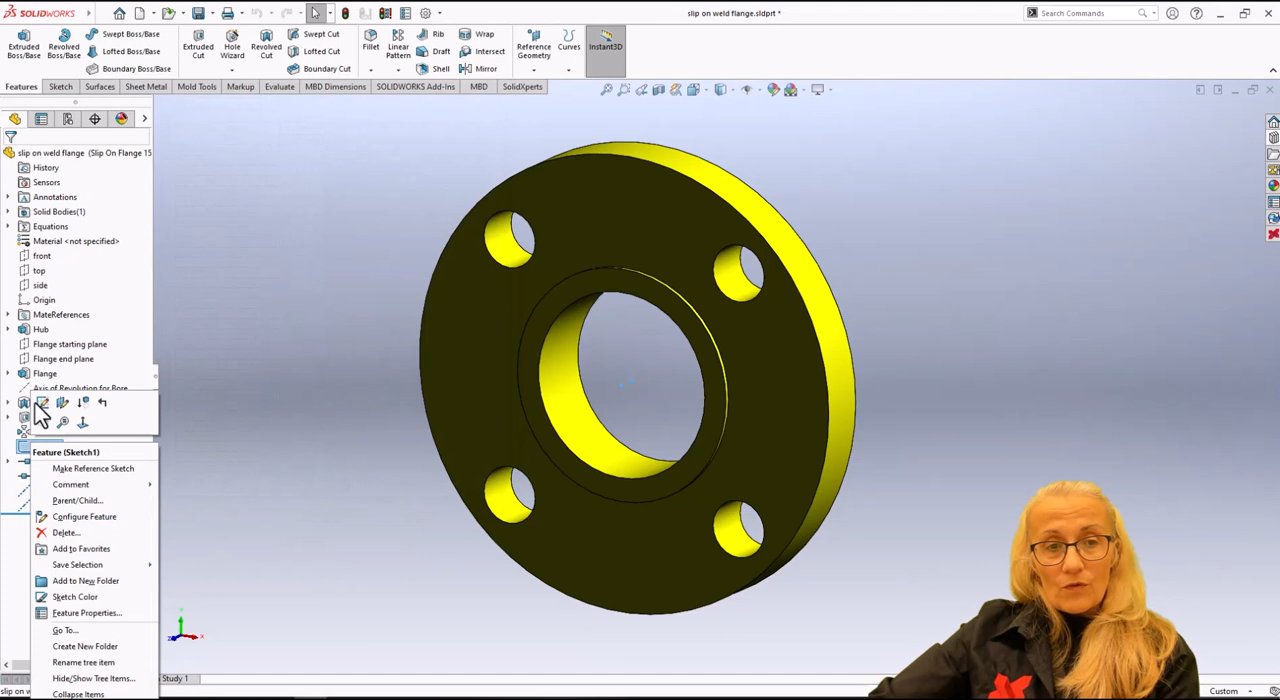 SOLIDWORKS
slip on weld flange.sldprt *
Search Commands
Extruded Boss/Base
Revolved Boss/Base
Swept Boss/Base
Lofted Boss/Base
Boundary Boss/Base
Extruded Cut
Hole Wizard
Revolved Cut
Swept Cut
Lofted Cut
Boundary Cut
Fillet
Linear Pattern
Rib
Draft
Shell
Wrap
Intersect
Mirror
Reference Geometry
Curves
Instant3D
Features Sketch Surfaces Sheet Metal Mold Tools Markup Evaluate MBD Dimensions SOLIDWORKS Add-Ins MBD SolidXperts
slip on weld flange (Slip On Flange 15
History
Sensors
Annotations
Solid Bodies(1)
Equations
Material <not specified>
front
top
side
Origin
MateReferences
Hub
Flange starting plane
Flange end plane
Flange
Axis of Revolution for Bore
Feature (Sketch1)
Make Reference Sketch
Comment
Parent/Child...
Configure Feature
Delete...
Add to Favorites
Save Selection
Add to New Folder
Sketch Color
Feature Properties...
Go To...
Create New Folder
Rename tree item
Hide/Show Tree Items...
Collapse Items
Study 1
slip on
Custom